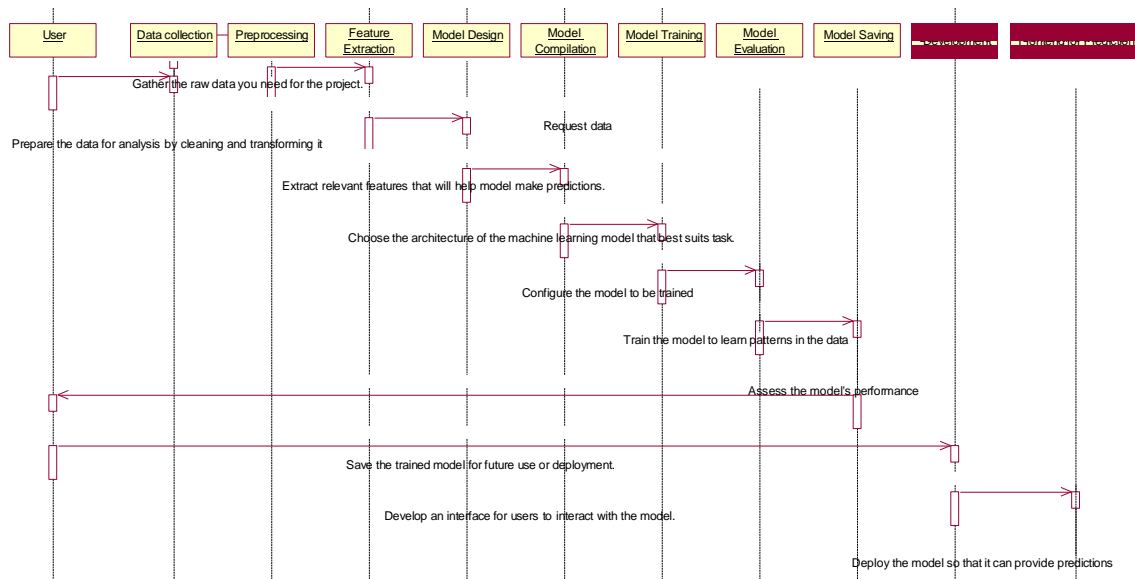 User
Data collection
Preprocessing
Feature
Extraction
Model Design
Model
Compilation
Model Training
Model
Evaluation
Model Saving
Gather the raw data you need for the project.
Request data
Prepare the data for analysis by cleaning and transforming it
Extract relevant features that will help model make predictions.
Choose the architecture of the machine learning model that best suits task.
Configure the model to be trained
Train the model to learn patterns in the data
Assess the model's performance
Save the trained model for future use or deployment.
Develop an interface for users to interact with the model.
Deploy the model so that it can provide predictions